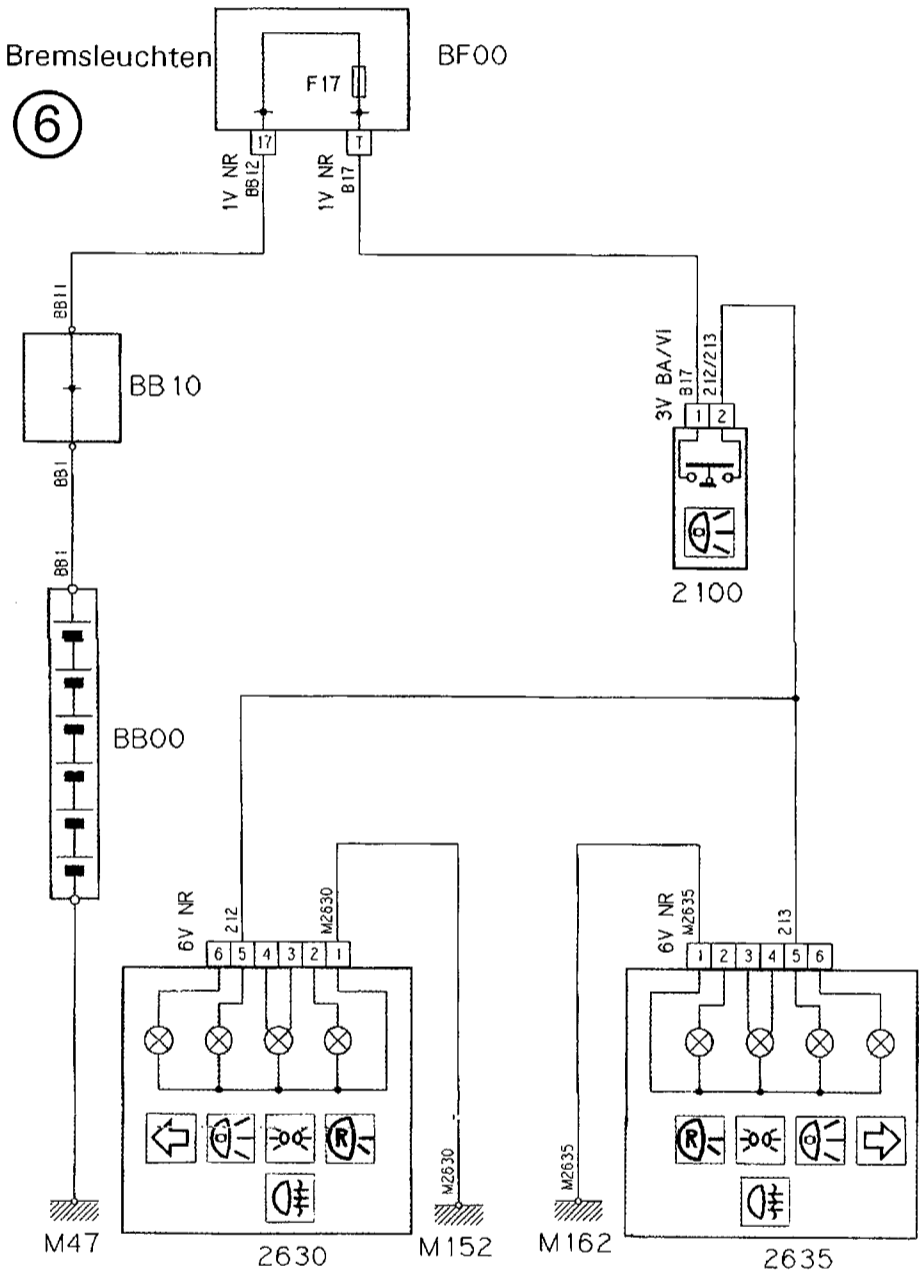 Bremsleuchten
BF00
6
F17
17
T
1V NR
BB12
1V NR
B17
BB11
BB10
BB1
BB1
3V BA/VI
B17
212/213
1 2
2100
BB00
6V NR
212
M2630
6 5 4 3 2 1
6V NR
M2635
213
1 2 3 4 5 6
R
R
M2630
M2635
M47
2630
M152
M162
2635